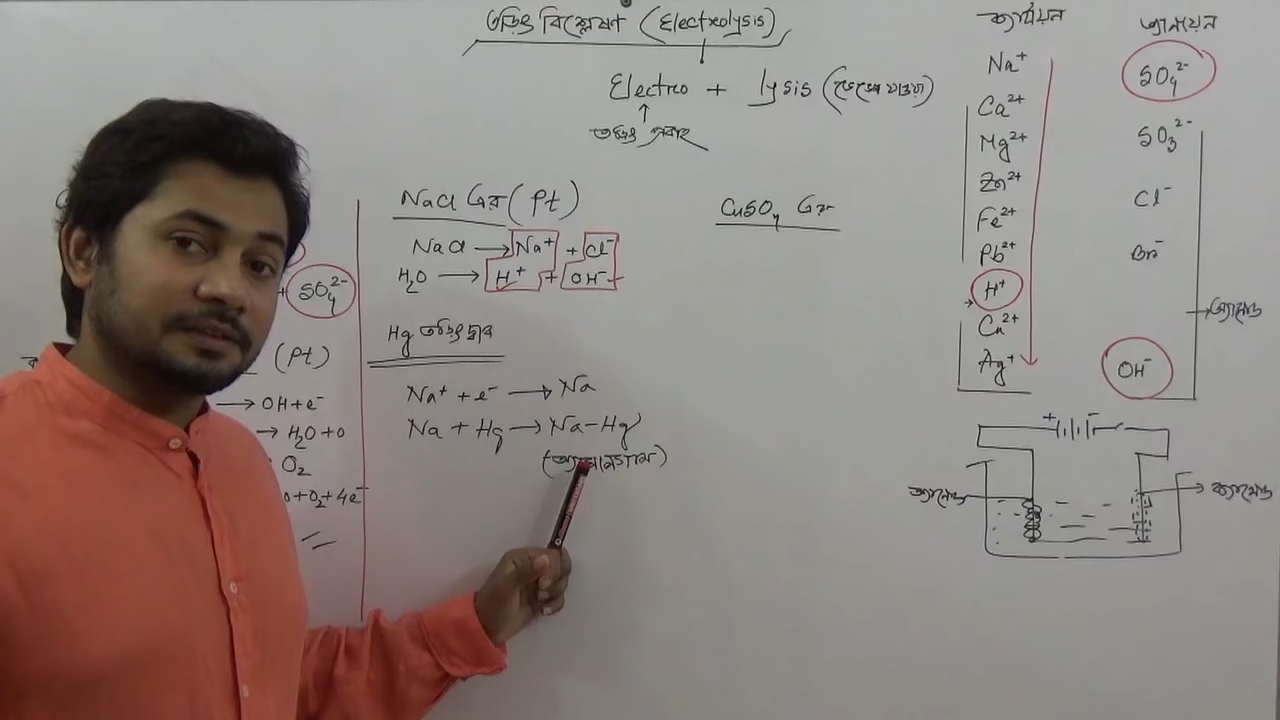 তড়িৎ বিশ্লেষণ (Electrolysis)
Electro + lysis (ভেঙ্গে যাওয়া)
↑
তড়িৎ প্রবাহ
SO₄²⁻
(Pt)
→ OH+e⁻
→ H₂O + O
O₂
+O₂+4e⁻
NaCl এর (Pt)
NaCl → Na⁺ + Cl⁻
H₂O → H⁺ + OH⁻
Hg তড়িৎদ্বার
Na⁺ + e⁻ → Na
Na + Hg → Na-Hg
(অ্যামালগাম)
CuSO₄ এর
ক্যাটায়ন
Na⁺
Ca²⁺
Mg²⁺
Zn²⁺
Fe²⁺
Pb²⁺
H⁺
Cu²⁺
Ag⁺
অ্যানায়ন
SO₄²⁻
SO₃²⁻
Cl⁻
Br⁻
OH⁻
→ অ্যানোড
+ −
অ্যানোড
→ ক্যাথোড